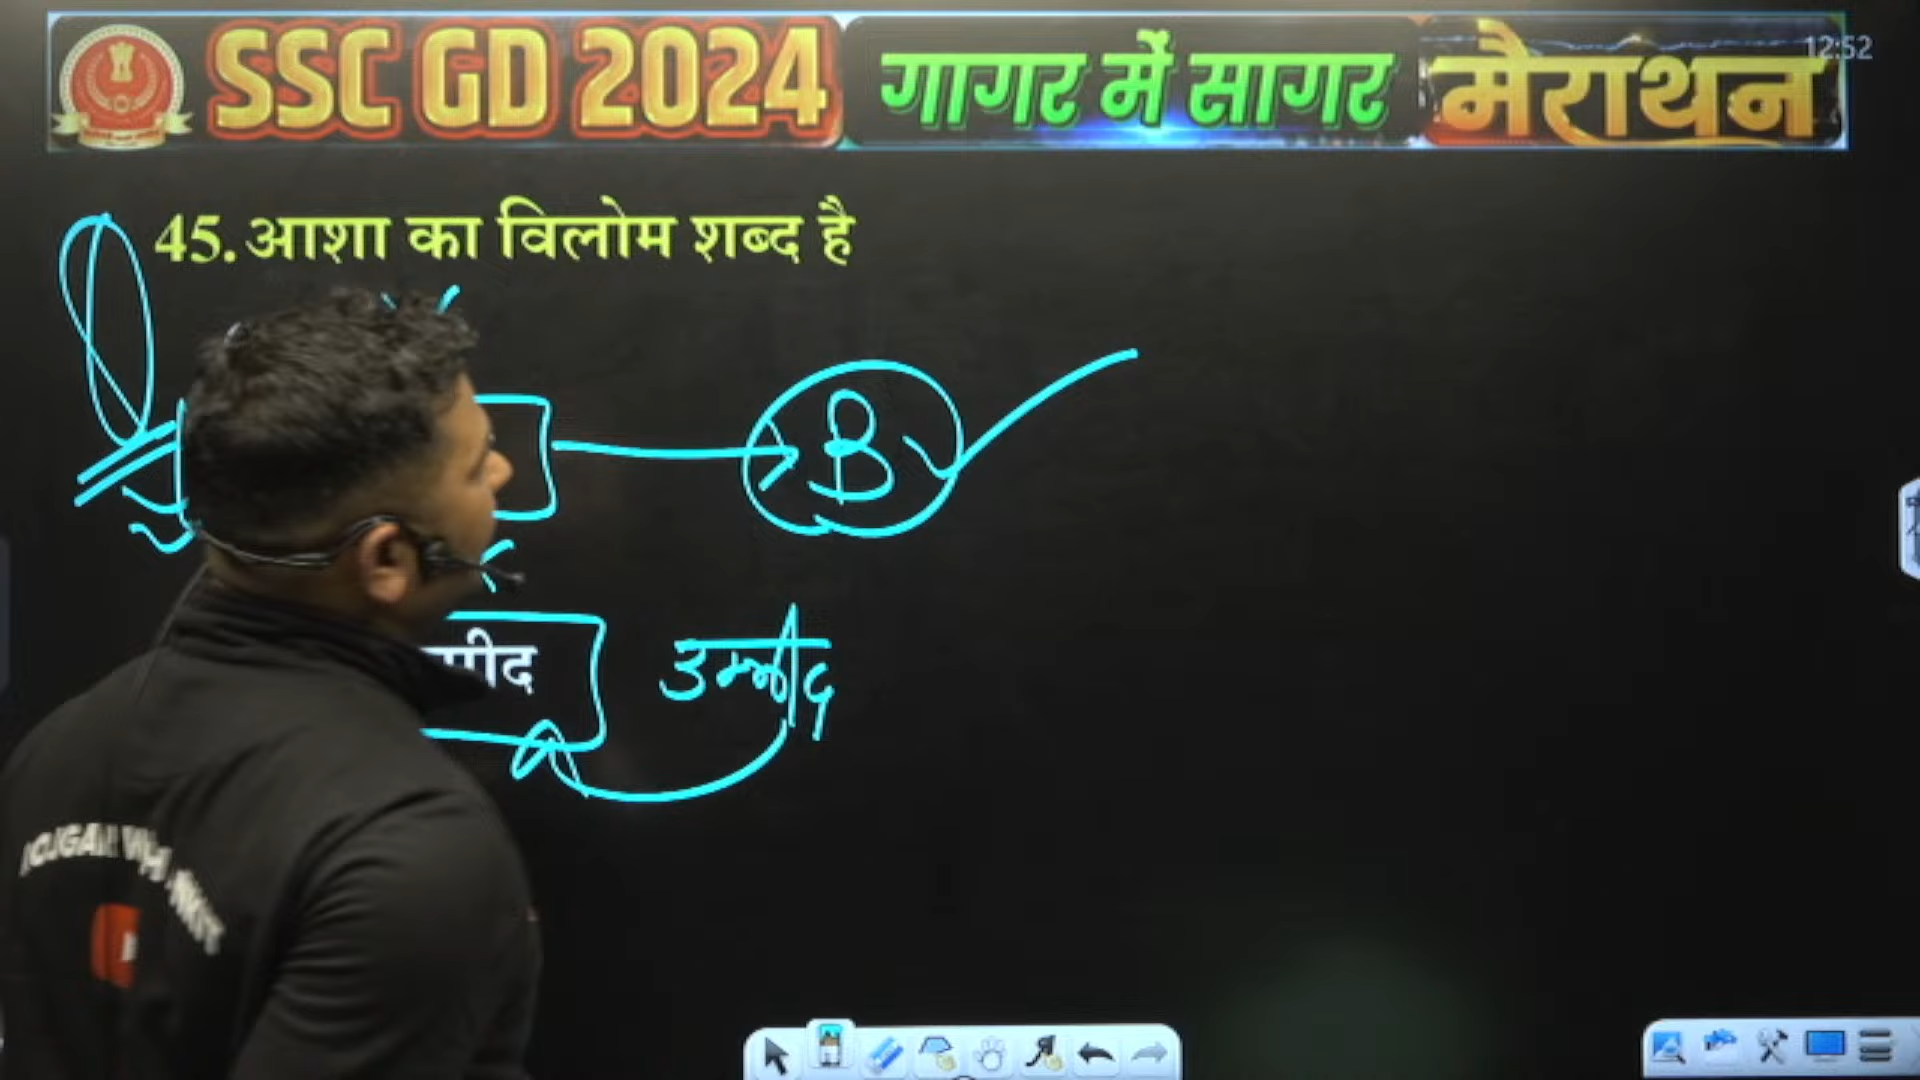 SSC GD 2024 गागर में सागर मैराथन
12:52
45. आशा का विलोम शब्द है
B
उम्मीद